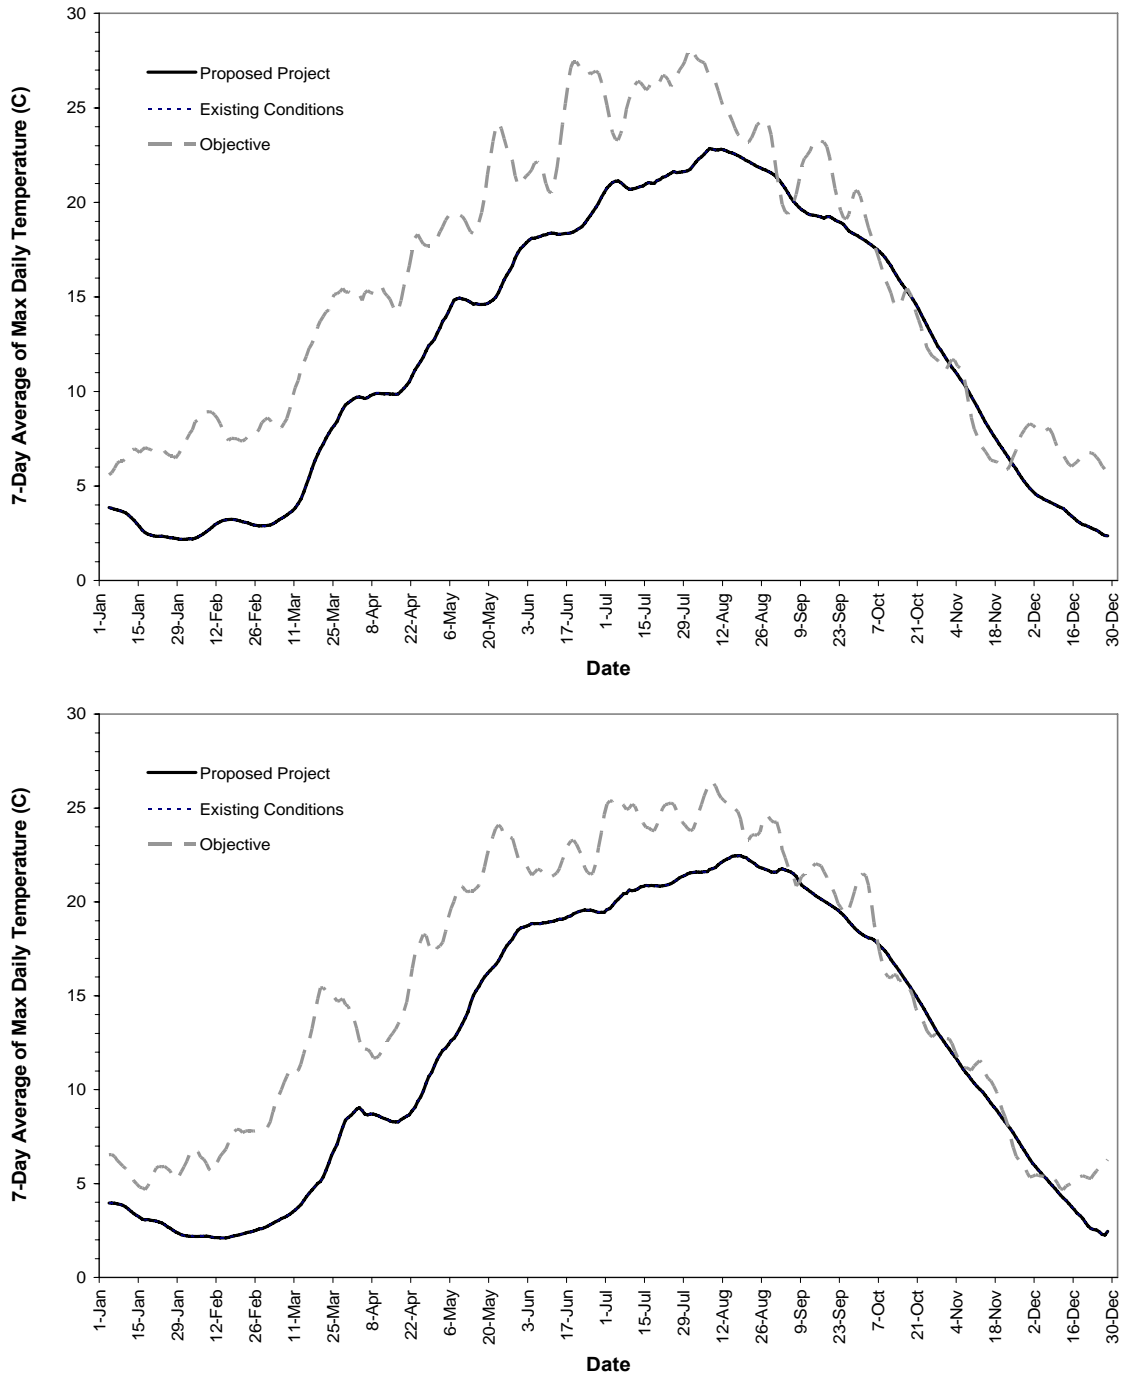 30
25
20
15
10
5
0
7-Day Average of Max Daily Temperature (C)
Proposed Project
Existing Conditions
Objective
1-Jan
15-Jan
29-Jan
12-Feb
26-Feb
11-Mar
25-Mar
8-Apr
22-Apr
6-May
20-May
3-Jun
17-Jun
1-Jul
15-Jul
29-Jul
12-Aug
26-Aug
9-Sep
23-Sep
7-Oct
21-Oct
4-Nov
18-Nov
2-Dec
16-Dec
30-Dec
Date
30
25
20
15
10
5
0
7-Day Average of Max Daily Temperature (C)
Proposed Project
Existing Conditions
Objective
1-Jan
15-Jan
29-Jan
12-Feb
26-Feb
11-Mar
25-Mar
8-Apr
22-Apr
6-May
20-May
3-Jun
17-Jun
1-Jul
15-Jul
29-Jul
12-Aug
26-Aug
9-Sep
23-Sep
7-Oct
21-Oct
4-Nov
18-Nov
2-Dec
16-Dec
30-Dec
Date